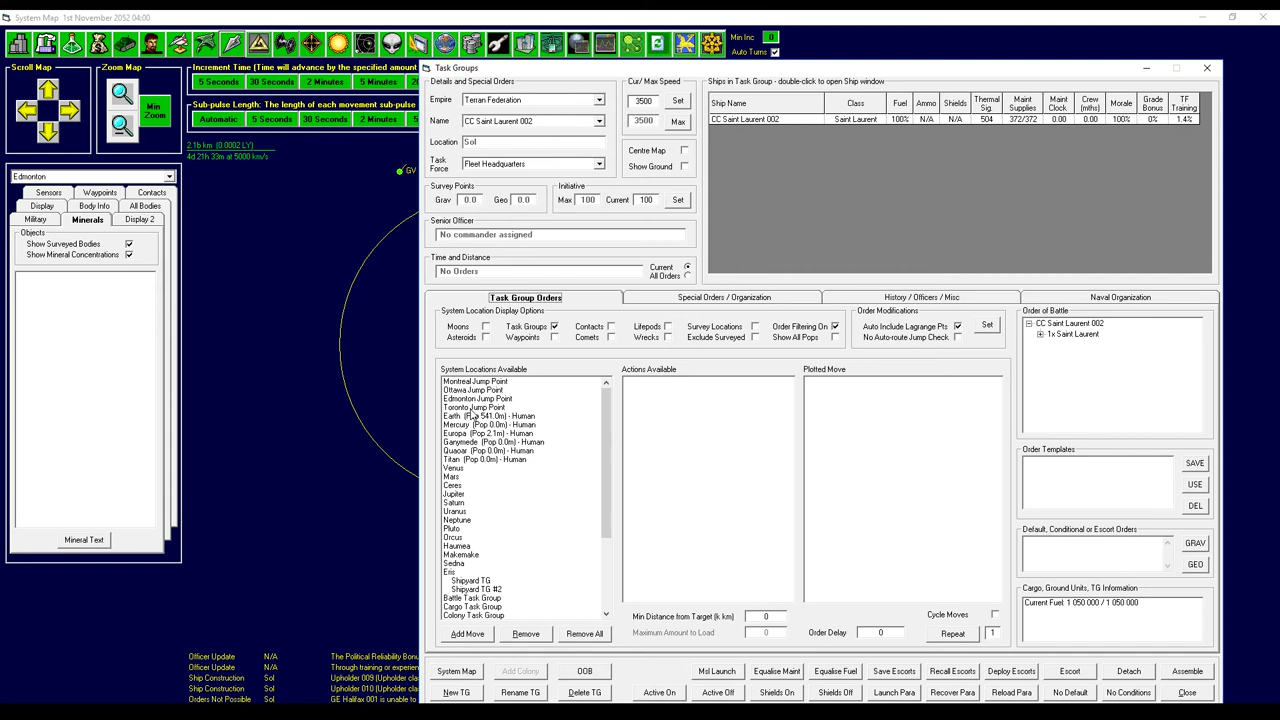 System Map  1st November 2052 04:00
Min Inc 0
Auto Turns
Scroll Map
Zoom Map
Min Zoom
Increment Time (Time will advance by the specified amount
5 Seconds
30 Seconds
2 Minutes
5 Minutes
20
Sub-pulse Length: The length of each movement sub-pulse
Automatic
5 Seconds
30 Seconds
2 Minutes
5
2.1b km (0.0002 LY)
4d 21h 33m at 5000 km/s
GV
Edmonton
Sensors
Waypoints
Contacts
Display
Body Info
All Bodies
Military
Minerals
Display 2
Objects
Show Surveyed Bodies
Show Mineral Concentrations
Mineral Text
Officer Update N/A The Political Reliability Bonu
Officer Update N/A Through training or experien
Ship Construction Sol Upholder 009 (Upholder cla
Ship Construction Sol Upholder 010 (Upholder cla
Orders Not Possible Sol GE Halifax 001 is unable to
Task Groups
Details and Special Orders
Empire Terran Federation
Name CC Saint Laurent 002
Location Sol
Task Force Fleet Headquarters
Cur/ Max Speed
3500 Set
3500 Max
Centre Map
Show Ground
Survey Points
Grav 0.0 Geo 0.0
Initiative
Max 100 Current 100 Set
Senior Officer
No commander assigned
Time and Distance
No Orders
Current
All Orders
Ships in Task Group - double-click to open Ship window
Ship Name Class Fuel Ammo Shields Thermal Sig. Maint Supplies Maint Clock Crew (mths) Morale Grade Bonus TF Training
CC Saint Laurent 002 Saint Laurent 100% N/A N/A 504 372/372 0.00 0.00 100% 0% 1.4%
Task Group Orders
Special Orders / Organization
History / Officers / Misc
Naval Organization
System Location Display Options
Moons Task Groups Contacts Lifepods Survey Locations Order Filtering On
Asteroids Waypoints Comets Wrecks Exclude Surveyed Show All Pops
Order Modifications
Auto Include Lagrange Pts Set
No Auto-route Jump Check
System Locations Available
Montreal Jump Point
Ottawa Jump Point
Edmonton Jump Point
Toronto Jump Point
Earth (Pop 541.0m) - Human
Mercury (Pop 0.0m) - Human
Europa (Pop 2.1m) - Human
Ganymede (Pop 0.0m) - Human
Quaoar (Pop 0.0m) - Human
Titan (Pop 0.0m) - Human
Venus
Mars
Ceres
Jupiter
Saturn
Uranus
Neptune
Pluto
Orcus
Haumea
Makemake
Sedna
Eris
Shipyard TG
Shipyard TG #2
Battle Task Group
Cargo Task Group
Colony Task Group
Actions Available
Plotted Move
Order of Battle
CC Saint Laurent 002
1x Saint Laurent
Order Templates
SAVE
USE
DEL
Default, Conditional or Escort Orders
GRAV
GEO
Cargo, Ground Units, TG Information
Current Fuel: 1 050 000 / 1 050 000
Min Distance from Target (k km) 0
Maximum Amount to Load 0
Cycle Moves
Order Delay 0
Repeat 1
Add Move
Remove
Remove All
System Map
Add Colony
OOB
Msl Launch
Equalise Maint
Equalise Fuel
Save Escorts
Recall Escorts
Deploy Escorts
Escort
Detach
Assemble
New TG
Rename TG
Delete TG
Active On
Active Off
Shields On
Shields Off
Launch Para
Recover Para
Reload Para
No Default
No Conditions
Close